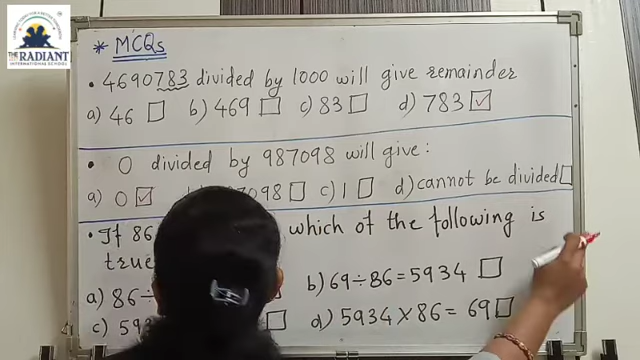 THE RADIANT
INTERNATIONAL SCHOOL
* MCQs
• 4690783 divided by 1000 will give remainder
a) 46 b) 469 c) 83 d) 783 ✓
• 0 divided by 987098 will give:
a) 0 ✓ 7098 c) 1 d) cannot be divided
• If 86 which of the following is
true
a) 86÷ b) 69÷86=5934
c) 593 d) 5934×86=69